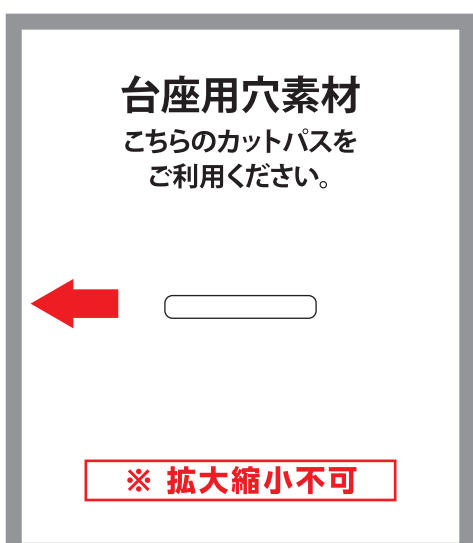 台座用穴素材
こちらのカットパスを
ご利用ください。
※ 拡大縮小不可